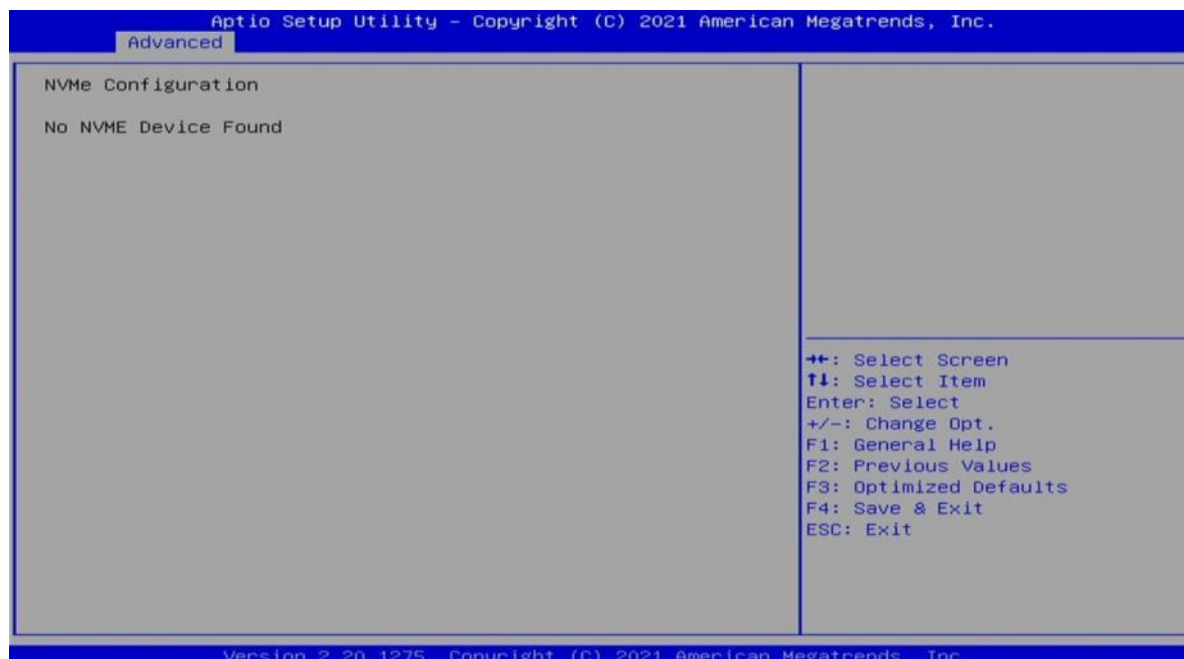 Aptio Setup Utility – Copyright (C) 2021 American Megatrends, Inc.
Advanced
NVMe Configuration
No NVME Device Found
→←: Select Screen
↑↓: Select Item
Enter: Select
+/-: Change Opt.
F1: General Help
F2: Previous Values
F3: Optimized Defaults
F4: Save & Exit
ESC: Exit
Version 2.20.1275. Copyright (C) 2021 American Megatrends, Inc.